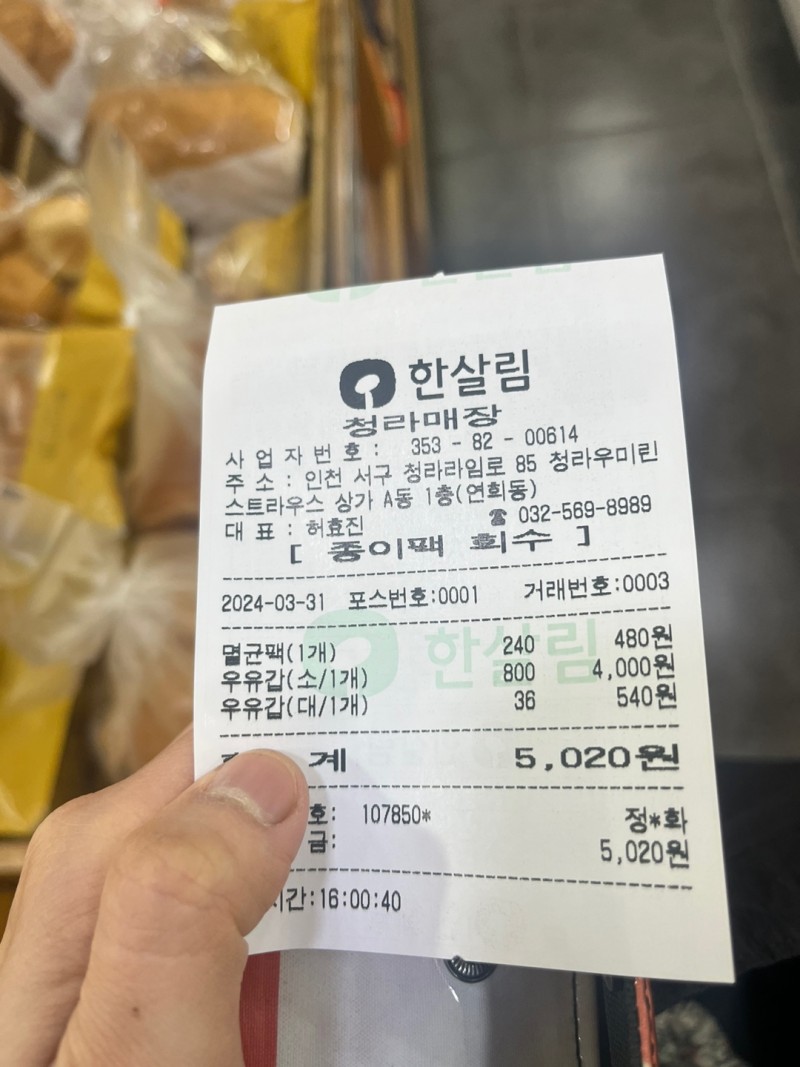 한살림
청라매장
사 업 자 번 호 : 353 - 82 - 00614
주 소 : 인천 서구 청라라임로 85 청라우미린
스트라우스 상가 A동 1층(연희동)
대 표 : 허효진 ☎ 032-569-8989
[ 종이팩 회수 ]
2024-03-31 포스번호:0001 거래번호:0003
한살림
멸균팩(1개) 240 480원
우유갑(소/1개) 800 4,000원
우유갑(대/1개) 36 540원
계 5,020원
호: 107850* 정*화
금: 5,020원
시간:16:00:40